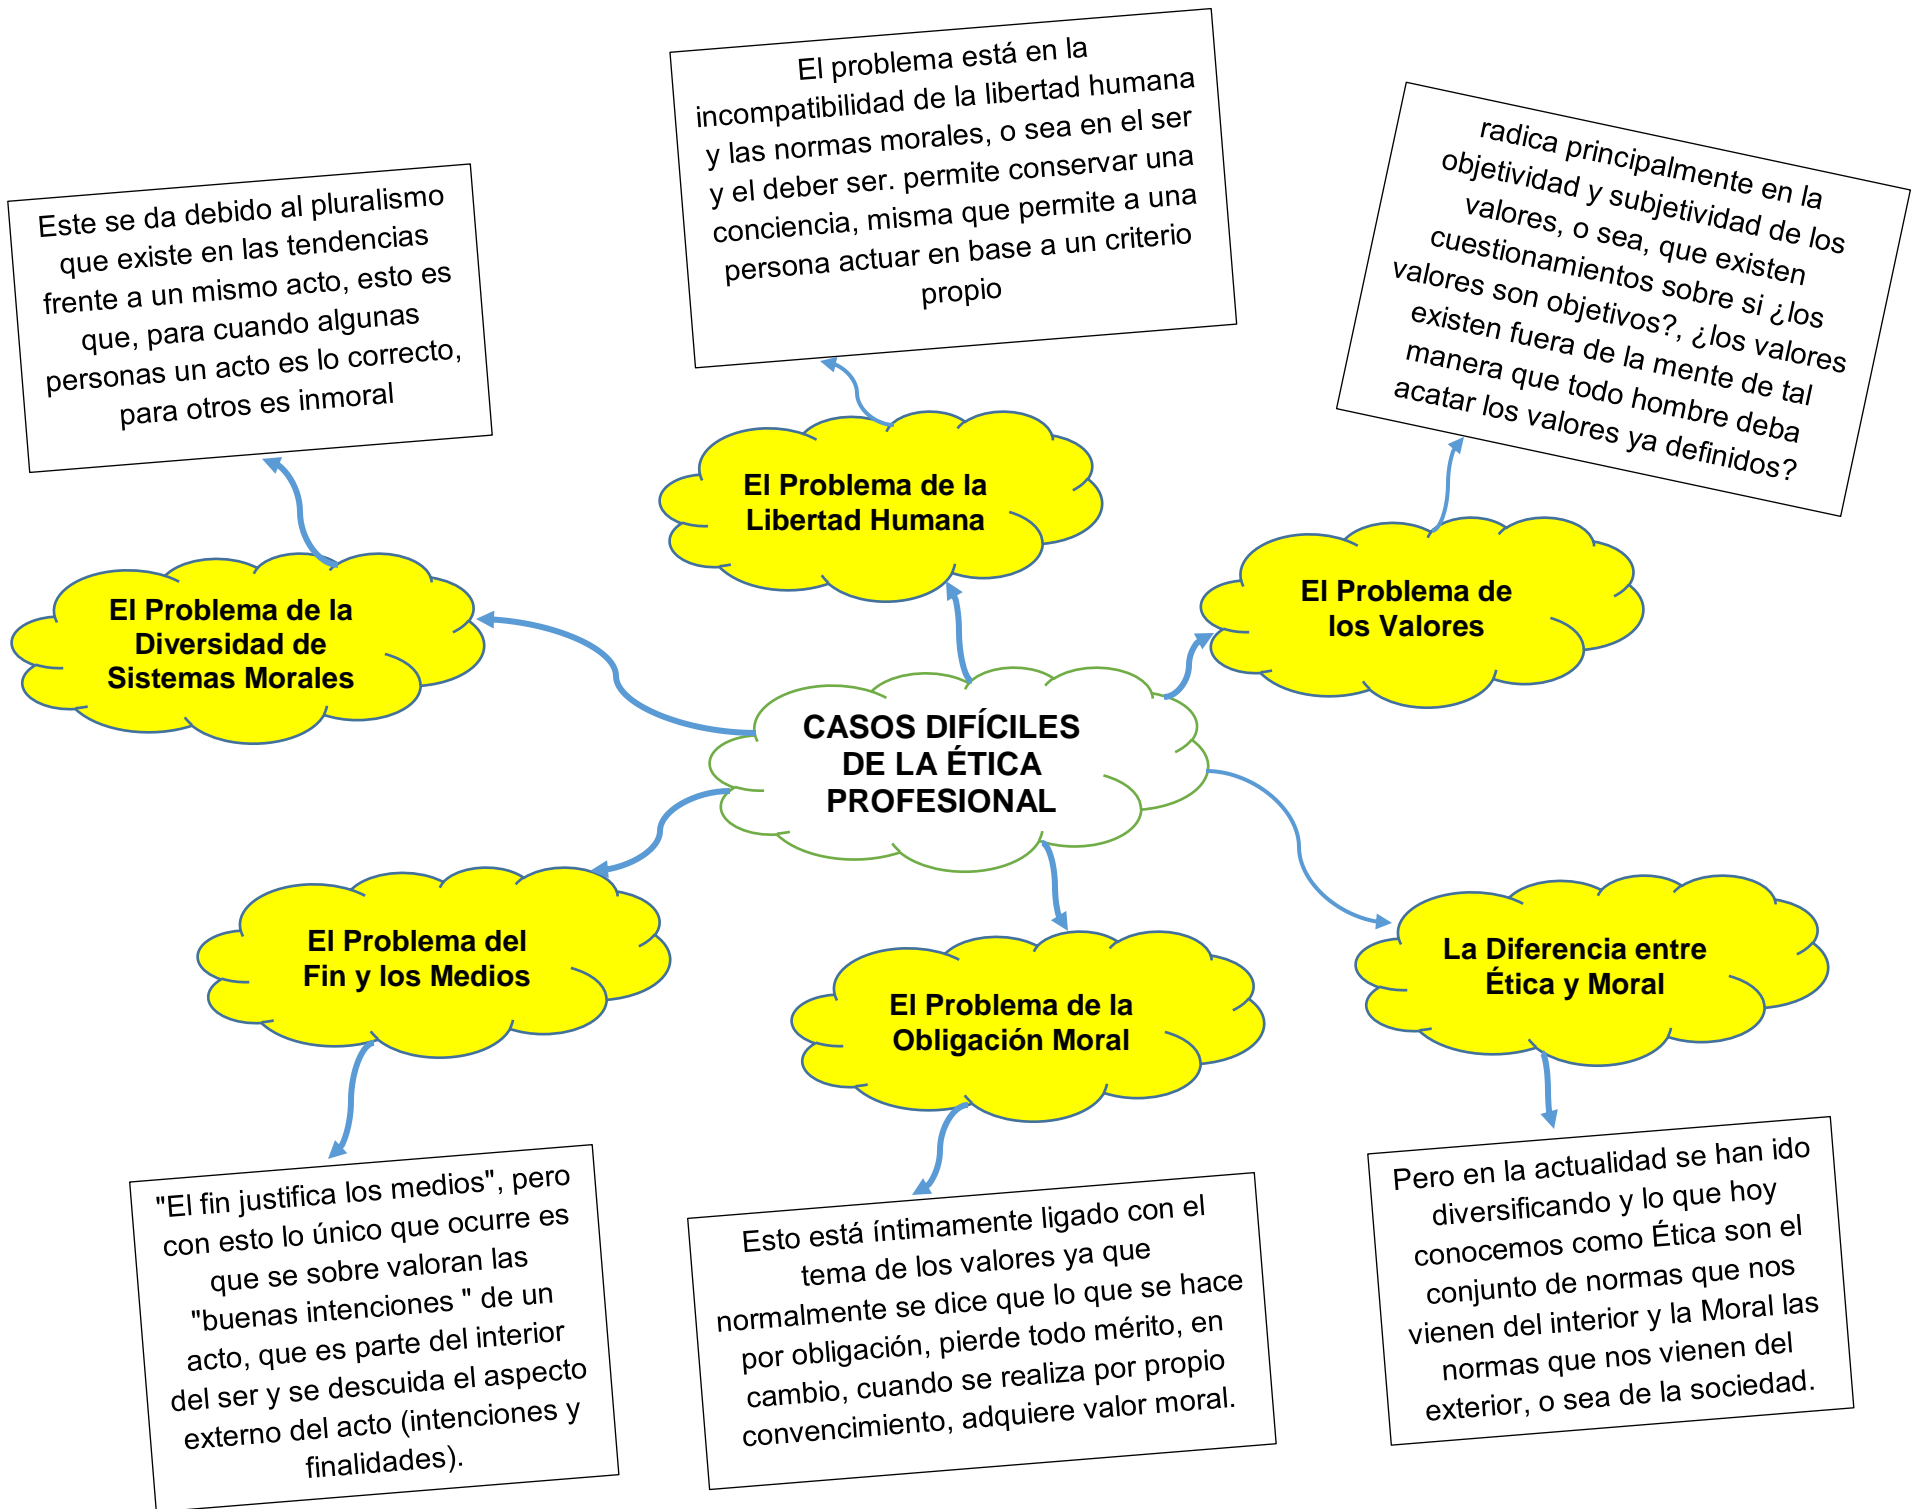 El problema está en la
incompatibilidad de la libertad humana
y las normas morales, o sea en el ser
y el deber ser. permite conservar una
conciencia, misma que permite a una
persona actuar en base a un criterio
propio
radica principalmente en la
objetividad y subjetividad de los
valores, o sea, que existen
cuestionamientos sobre si ¿los
valores son objetivos?, ¿los valores
existen fuera de la mente de tal
manera que todo hombre deba
acatar los valores ya definidos?
Este se da debido al pluralismo
que existe en las tendencias
frente a un mismo acto, esto es
que, para cuando algunas
personas un acto es lo correcto,
para otros es inmoral
El Problema de la
Libertad Humana
El Problema de
los Valores
El Problema de la
Diversidad de
Sistemas Morales
CASOS DIFÍCILES
DE LA ÉTICA
PROFESIONAL
El Problema del
Fin y los Medios
El Problema de la
Obligación Moral
La Diferencia entre
Ética y Moral
"El fin justifica los medios", pero
con esto lo único que ocurre es
que se sobre valoran las
"buenas intenciones " de un
acto, que es parte del interior
del ser y se descuida el aspecto
externo del acto (intenciones y
finalidades).
Esto está íntimamente ligado con el
tema de los valores ya que
normalmente se dice que lo que se hace
por obligación, pierde todo mérito, en
cambio, cuando se realiza por propio
convencimiento, adquiere valor moral.
Pero en la actualidad se han ido
diversificando y lo que hoy
conocemos como Ética son el
conjunto de normas que nos
vienen del interior y la Moral las
normas que nos vienen del
exterior, o sea de la sociedad.